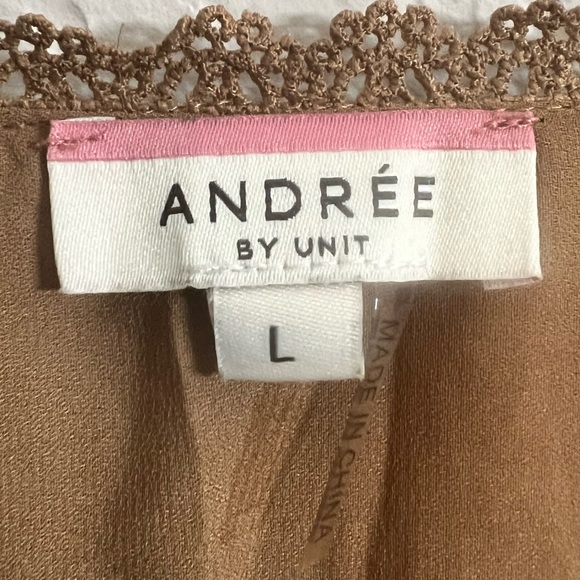 ANDRÉE
BY UNIT
L
MADE IN CHINA